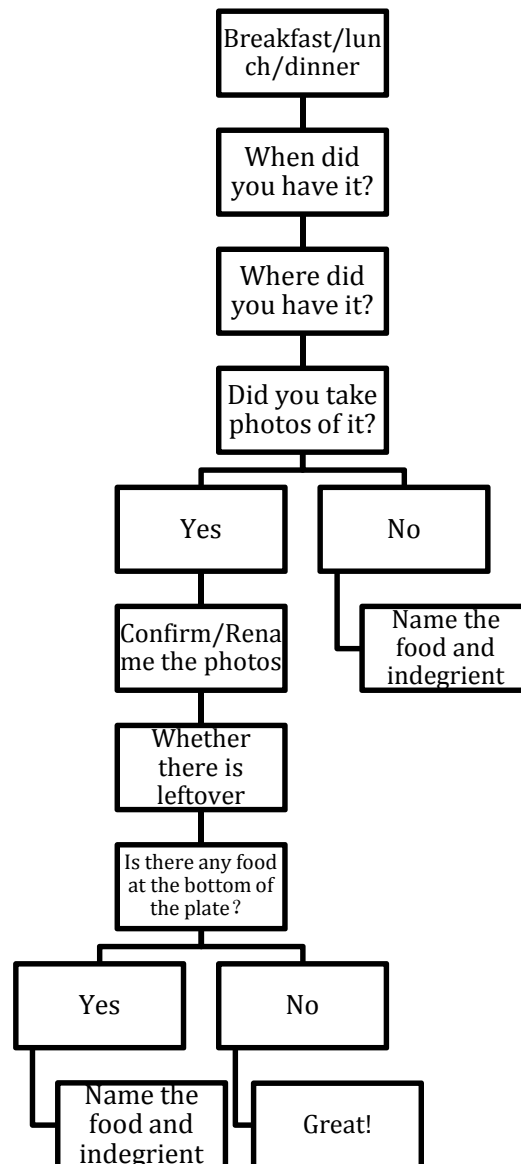 Breakfast/lun
ch/dinner
When did
you have it?
Where did
you have it?
Did you take
photos of it?
Yes
No
Confirm/Rena
me the photos
Name the
food and
indegrient
Whether
there is
leftover
Is there any food
at the bottom of
the plate？
Yes
No
Name the
food and
indegrient
Great!